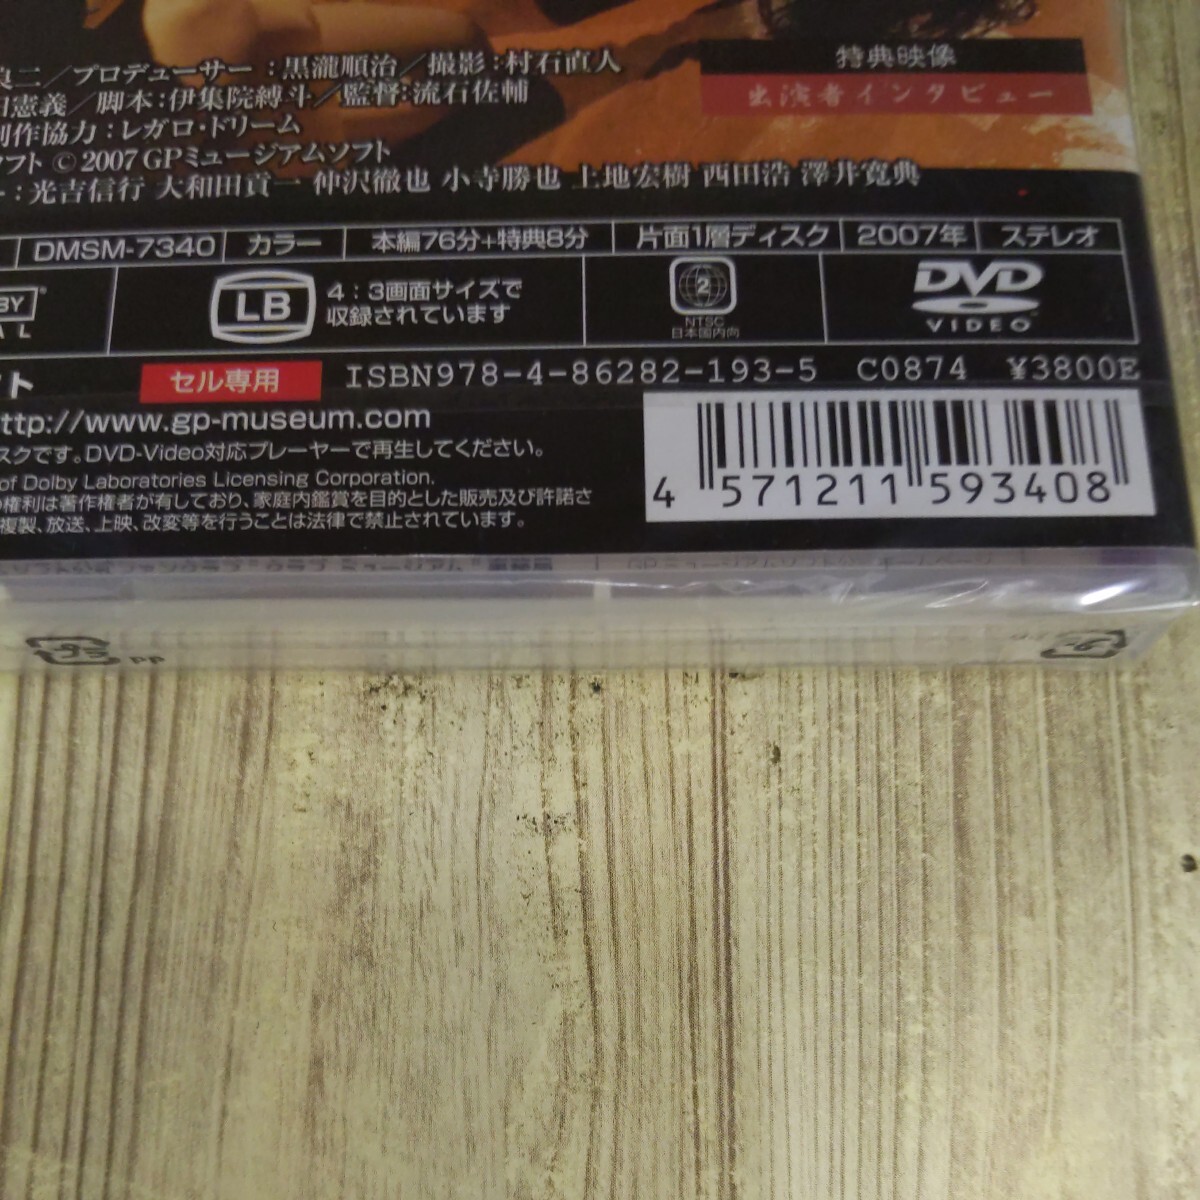 良二／プロデューサー：黒瀧順治／撮影：村石直人
田憲義／脚本：伊集院縛斗／監督：流石佐輔
制作協力：レガロ・ドリーム
ソフト ©2007 GPミュージアムソフト
：光吉信行 大和田貢一 仲沢徹也 小寺勝也 上地宏樹 西田浩 澤井寛典
特典映像
出演者インタビュー
DMSM-7340 カラー 本編76分+特典8分 片面1層ディスク 2007年 ステレオ
LB
4：3画面サイズで
収録されています
2
NTSC
日本国内向
DVD
VIDEO
セル専用 ISBN978-4-86282-193-5 C0874 ¥3800E
http://www.gp-museum.com
スクです。DVD-Video対応プレーヤーで再生してください。
of Dolby Laboratories Licensing Corporation.
の権利は著作権者が有しており、家庭内鑑賞を目的とした販売及び許諾さ
複製、放送、上映、改変等を行うことは法律で禁止されています。
4 571211 593408
PP